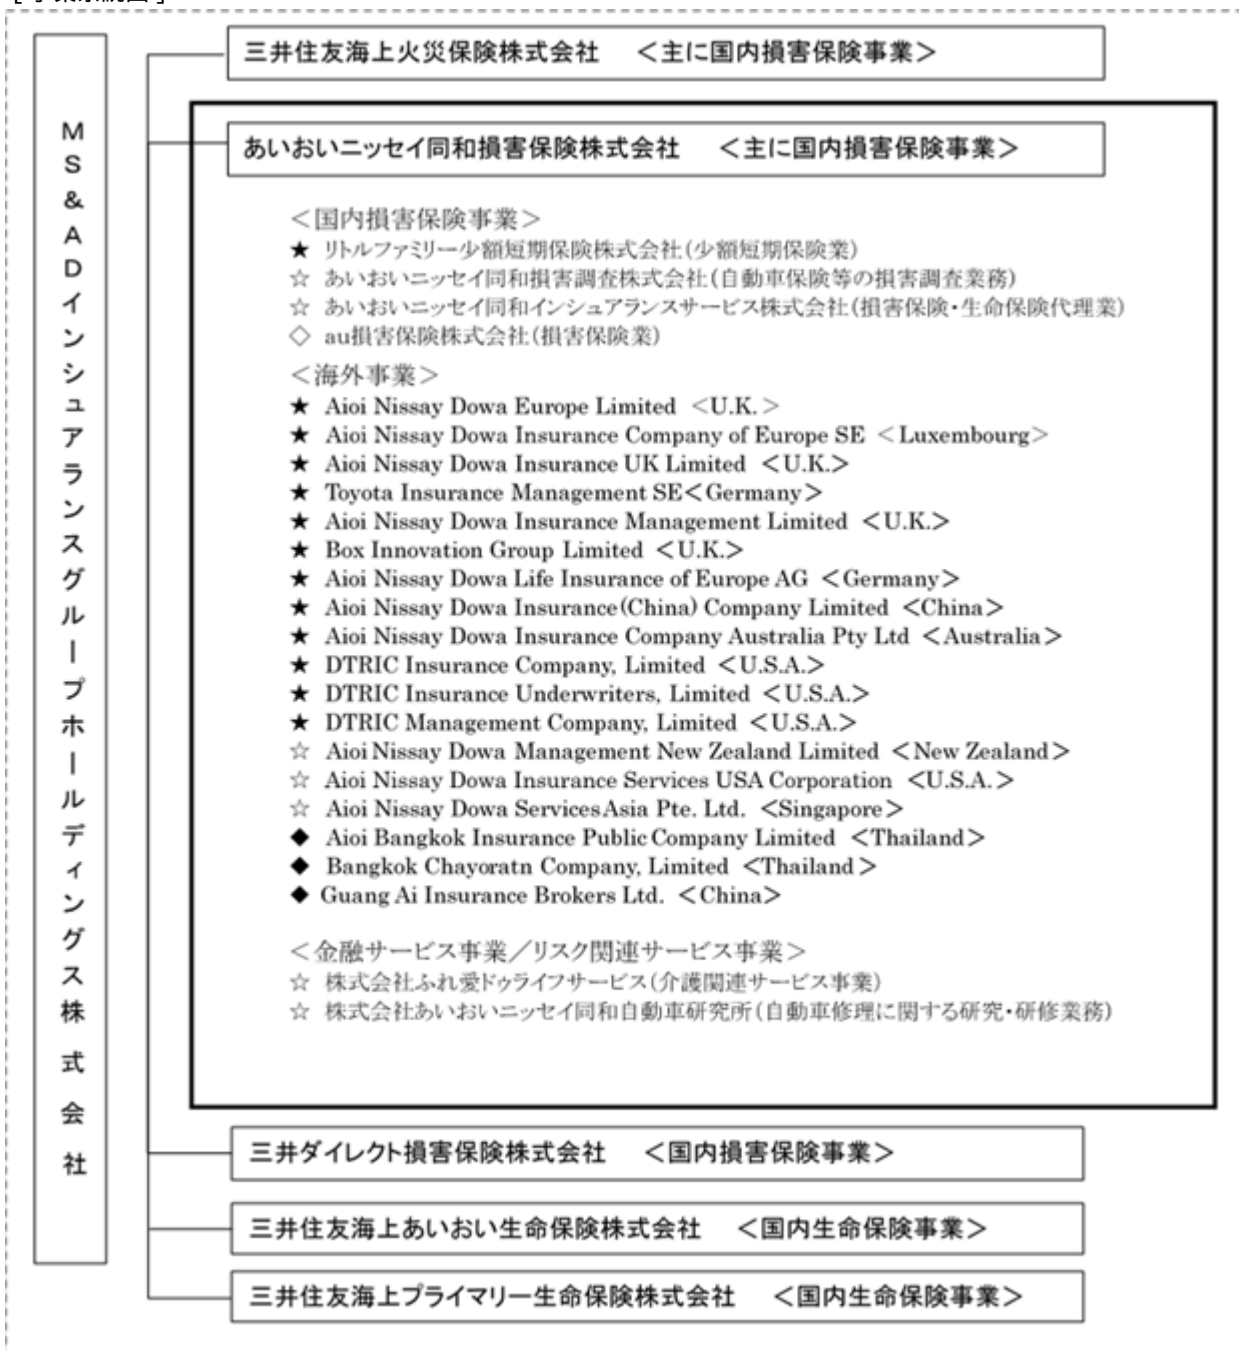 [事業系統図]
MS&ADインシュアランスグループホールディングス株式会社
三井住友海上火災保険株式会社 <主に国内損害保険事業>
あいおいニッセイ同和損害保険株式会社 <主に国内損害保険事業>
<国内損害保険事業>
★ リトルファミリー少額短期保険株式会社(少額短期保険業)
☆ あいおいニッセイ同和損害調査株式会社(自動車保険等の損害調査業務)
☆ あいおいニッセイ同和インシュアランスサービス株式会社(損害保険・生命保険代理業)
◇ au損害保険株式会社(損害保険業)
<海外事業>
★ Aioi Nissay Dowa Europe Limited <U.K.>
★ Aioi Nissay Dowa Insurance Company of Europe SE <Luxembourg>
★ Aioi Nissay Dowa Insurance UK Limited <U.K.>
★ Toyota Insurance Management SE<Germany>
★ Aioi Nissay Dowa Insurance Management Limited <U.K.>
★ Box Innovation Group Limited <U.K.>
★ Aioi Nissay Dowa Life Insurance of Europe AG <Germany>
★ Aioi Nissay Dowa Insurance(China) Company Limited <China>
★ Aioi Nissay Dowa Insurance Company Australia Pty Ltd <Australia>
★ DTRIC Insurance Company, Limited <U.S.A.>
★ DTRIC Insurance Underwriters, Limited <U.S.A.>
★ DTRIC Management Company, Limited <U.S.A.>
☆ Aioi Nissay Dowa Management New Zealand Limited <New Zealand>
☆ Aioi Nissay Dowa Insurance Services USA Corporation <U.S.A.>
☆ Aioi Nissay Dowa Services Asia Pte. Ltd. <Singapore>
◆ Aioi Bangkok Insurance Public Company Limited <Thailand>
◆ Bangkok Chayoratn Company, Limited <Thailand>
◆ Guang Ai Insurance Brokers Ltd. <China>
<金融サービス事業/リスク関連サービス事業>
☆ 株式会社ふれ愛ドゥライフサービス(介護関連サービス事業)
☆ 株式会社あいおいニッセイ同和自動車研究所(自動車修理に関する研究・研修業務)
三井ダイレクト損害保険株式会社 <国内損害保険事業>
三井住友海上あいおい生命保険株式会社 <国内生命保険事業>
三井住友海上プライマリー生命保険株式会社 <国内生命保険事業>